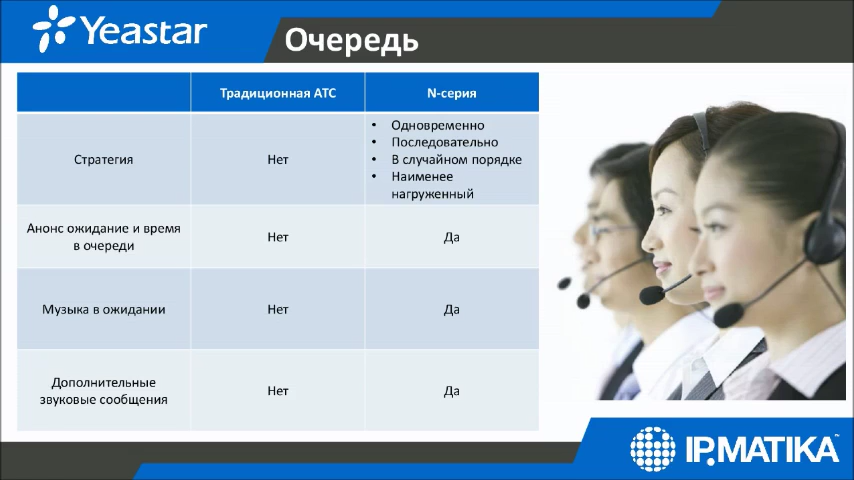 Yeastar
Очередь
Традиционная АТС
N-серия
Стратегия
Нет
• Одновременно
• Последовательно
• В случайном порядке
• Наименее
нагруженный
Анонс ожидание и время
в очереди
Нет
Да
Музыка в ожидании
Нет
Да
Дополнительные
звуковые сообщения
Нет
Да
IP.MATIKA™